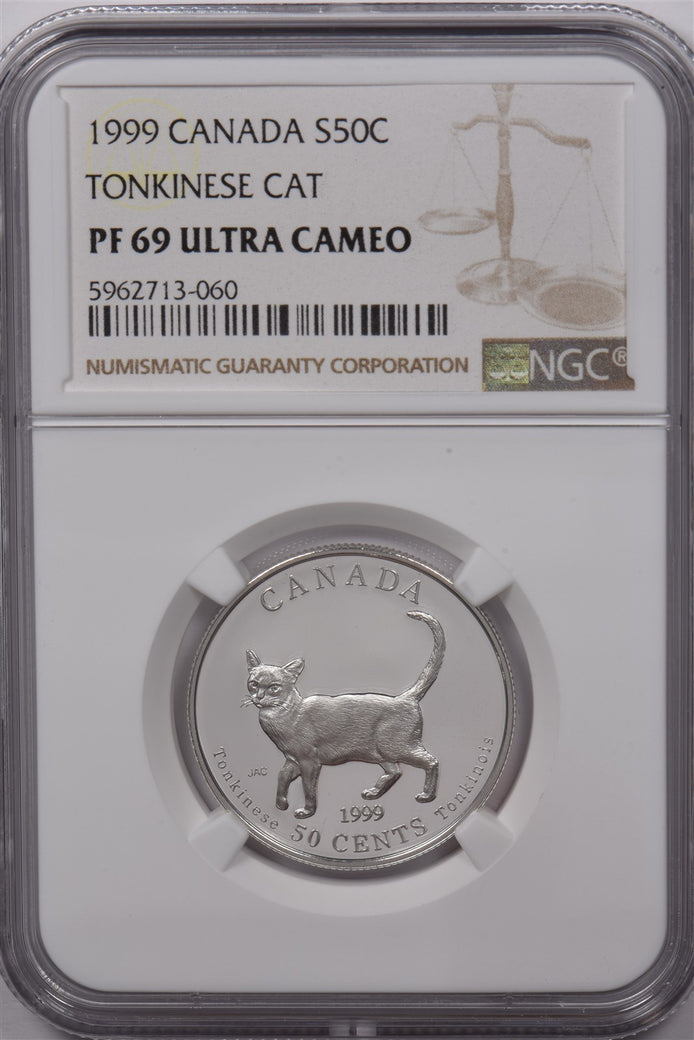 1999 CANADA S50C
TONKINESE CAT
PF 69 ULTRA CAMEO
5962713-060
NUMISMATIC GUARANTY CORPORATION
NGC®
CANADA
Tonkinese
JAC
1999
50 CENTS
Tonkinois